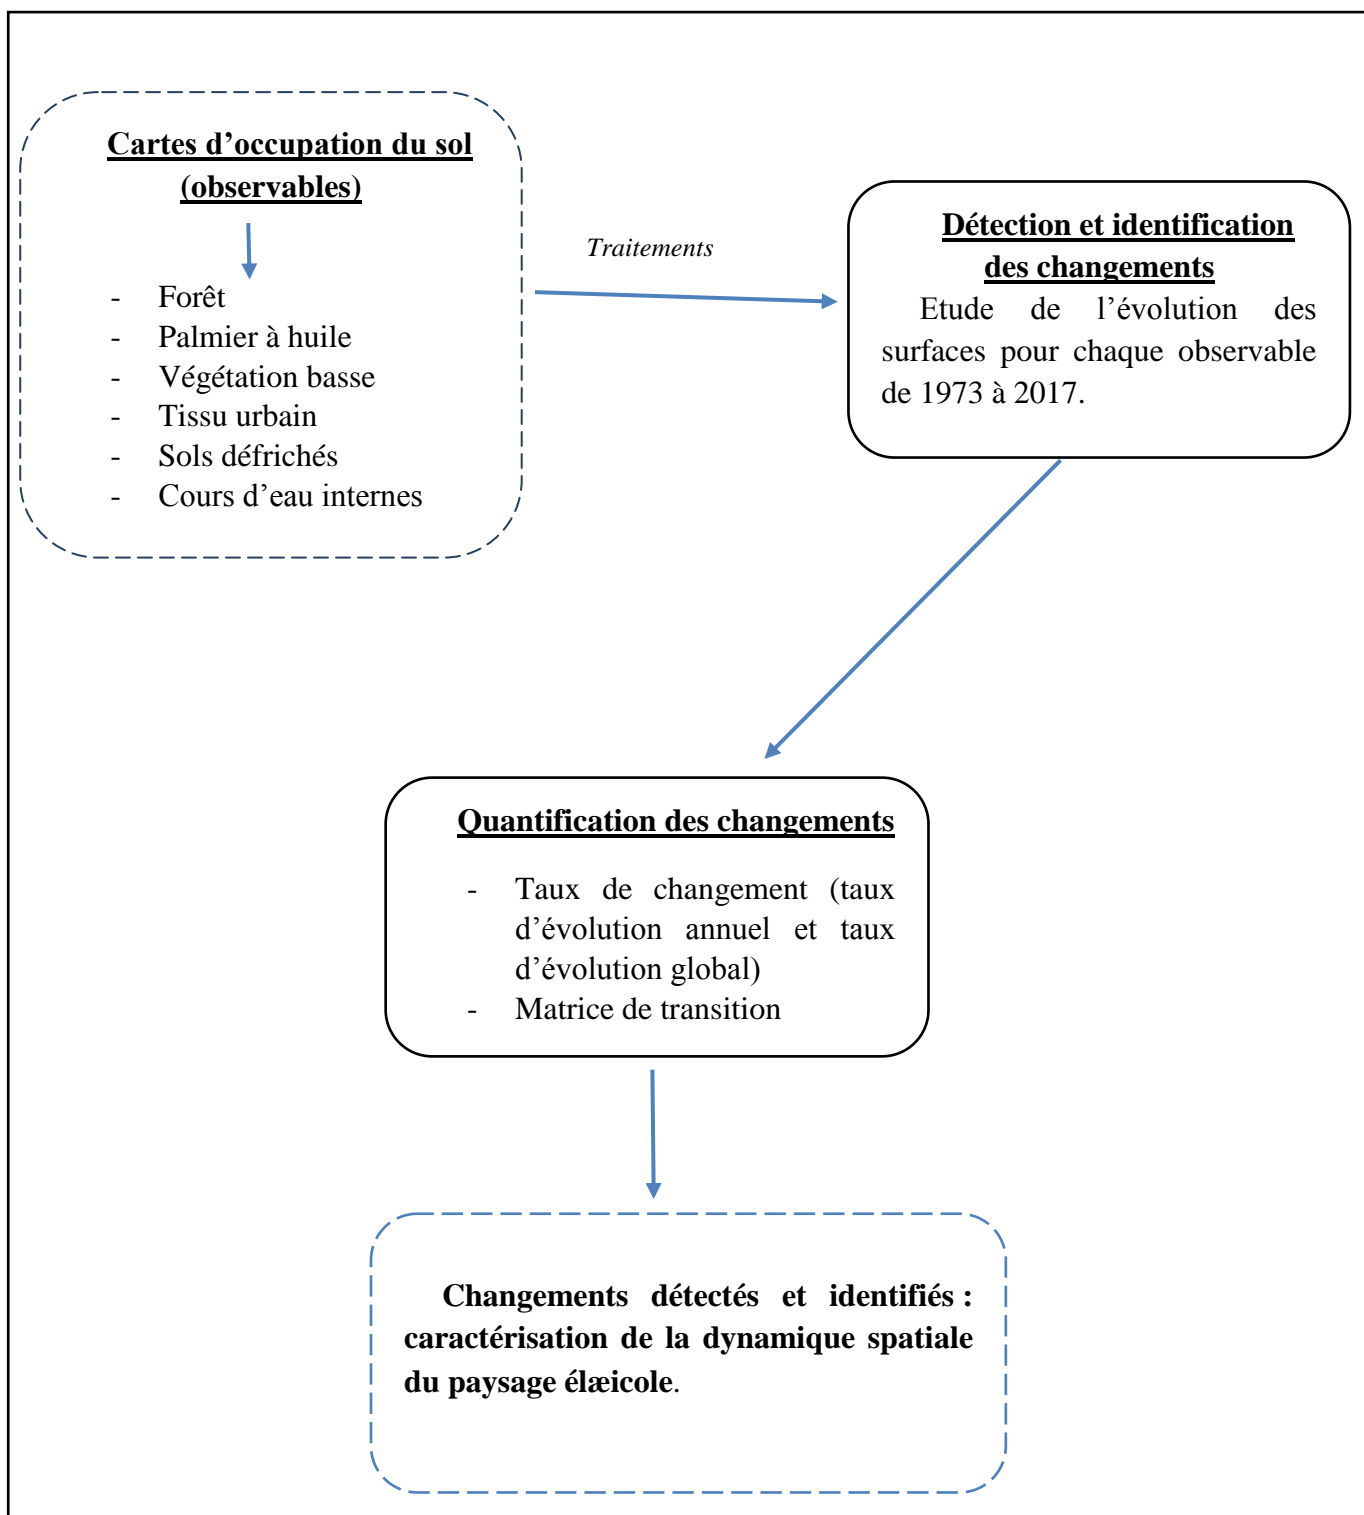 Cartes d’occupation du sol
(observables)
- Forêt
- Palmier à huile
- Végétation basse
- Tissu urbain
- Sols défrichés
- Cours d’eau internes
Traitements
Détection et identification
des changements
Etude de l’évolution des
surfaces pour chaque observable
de 1973 à 2017.
Quantification des changements
- Taux de changement (taux
d’évolution annuel et taux
d’évolution global)
- Matrice de transition
Changements détectés et identifiés :
caractérisation de la dynamique spatiale
du paysage élæicole.